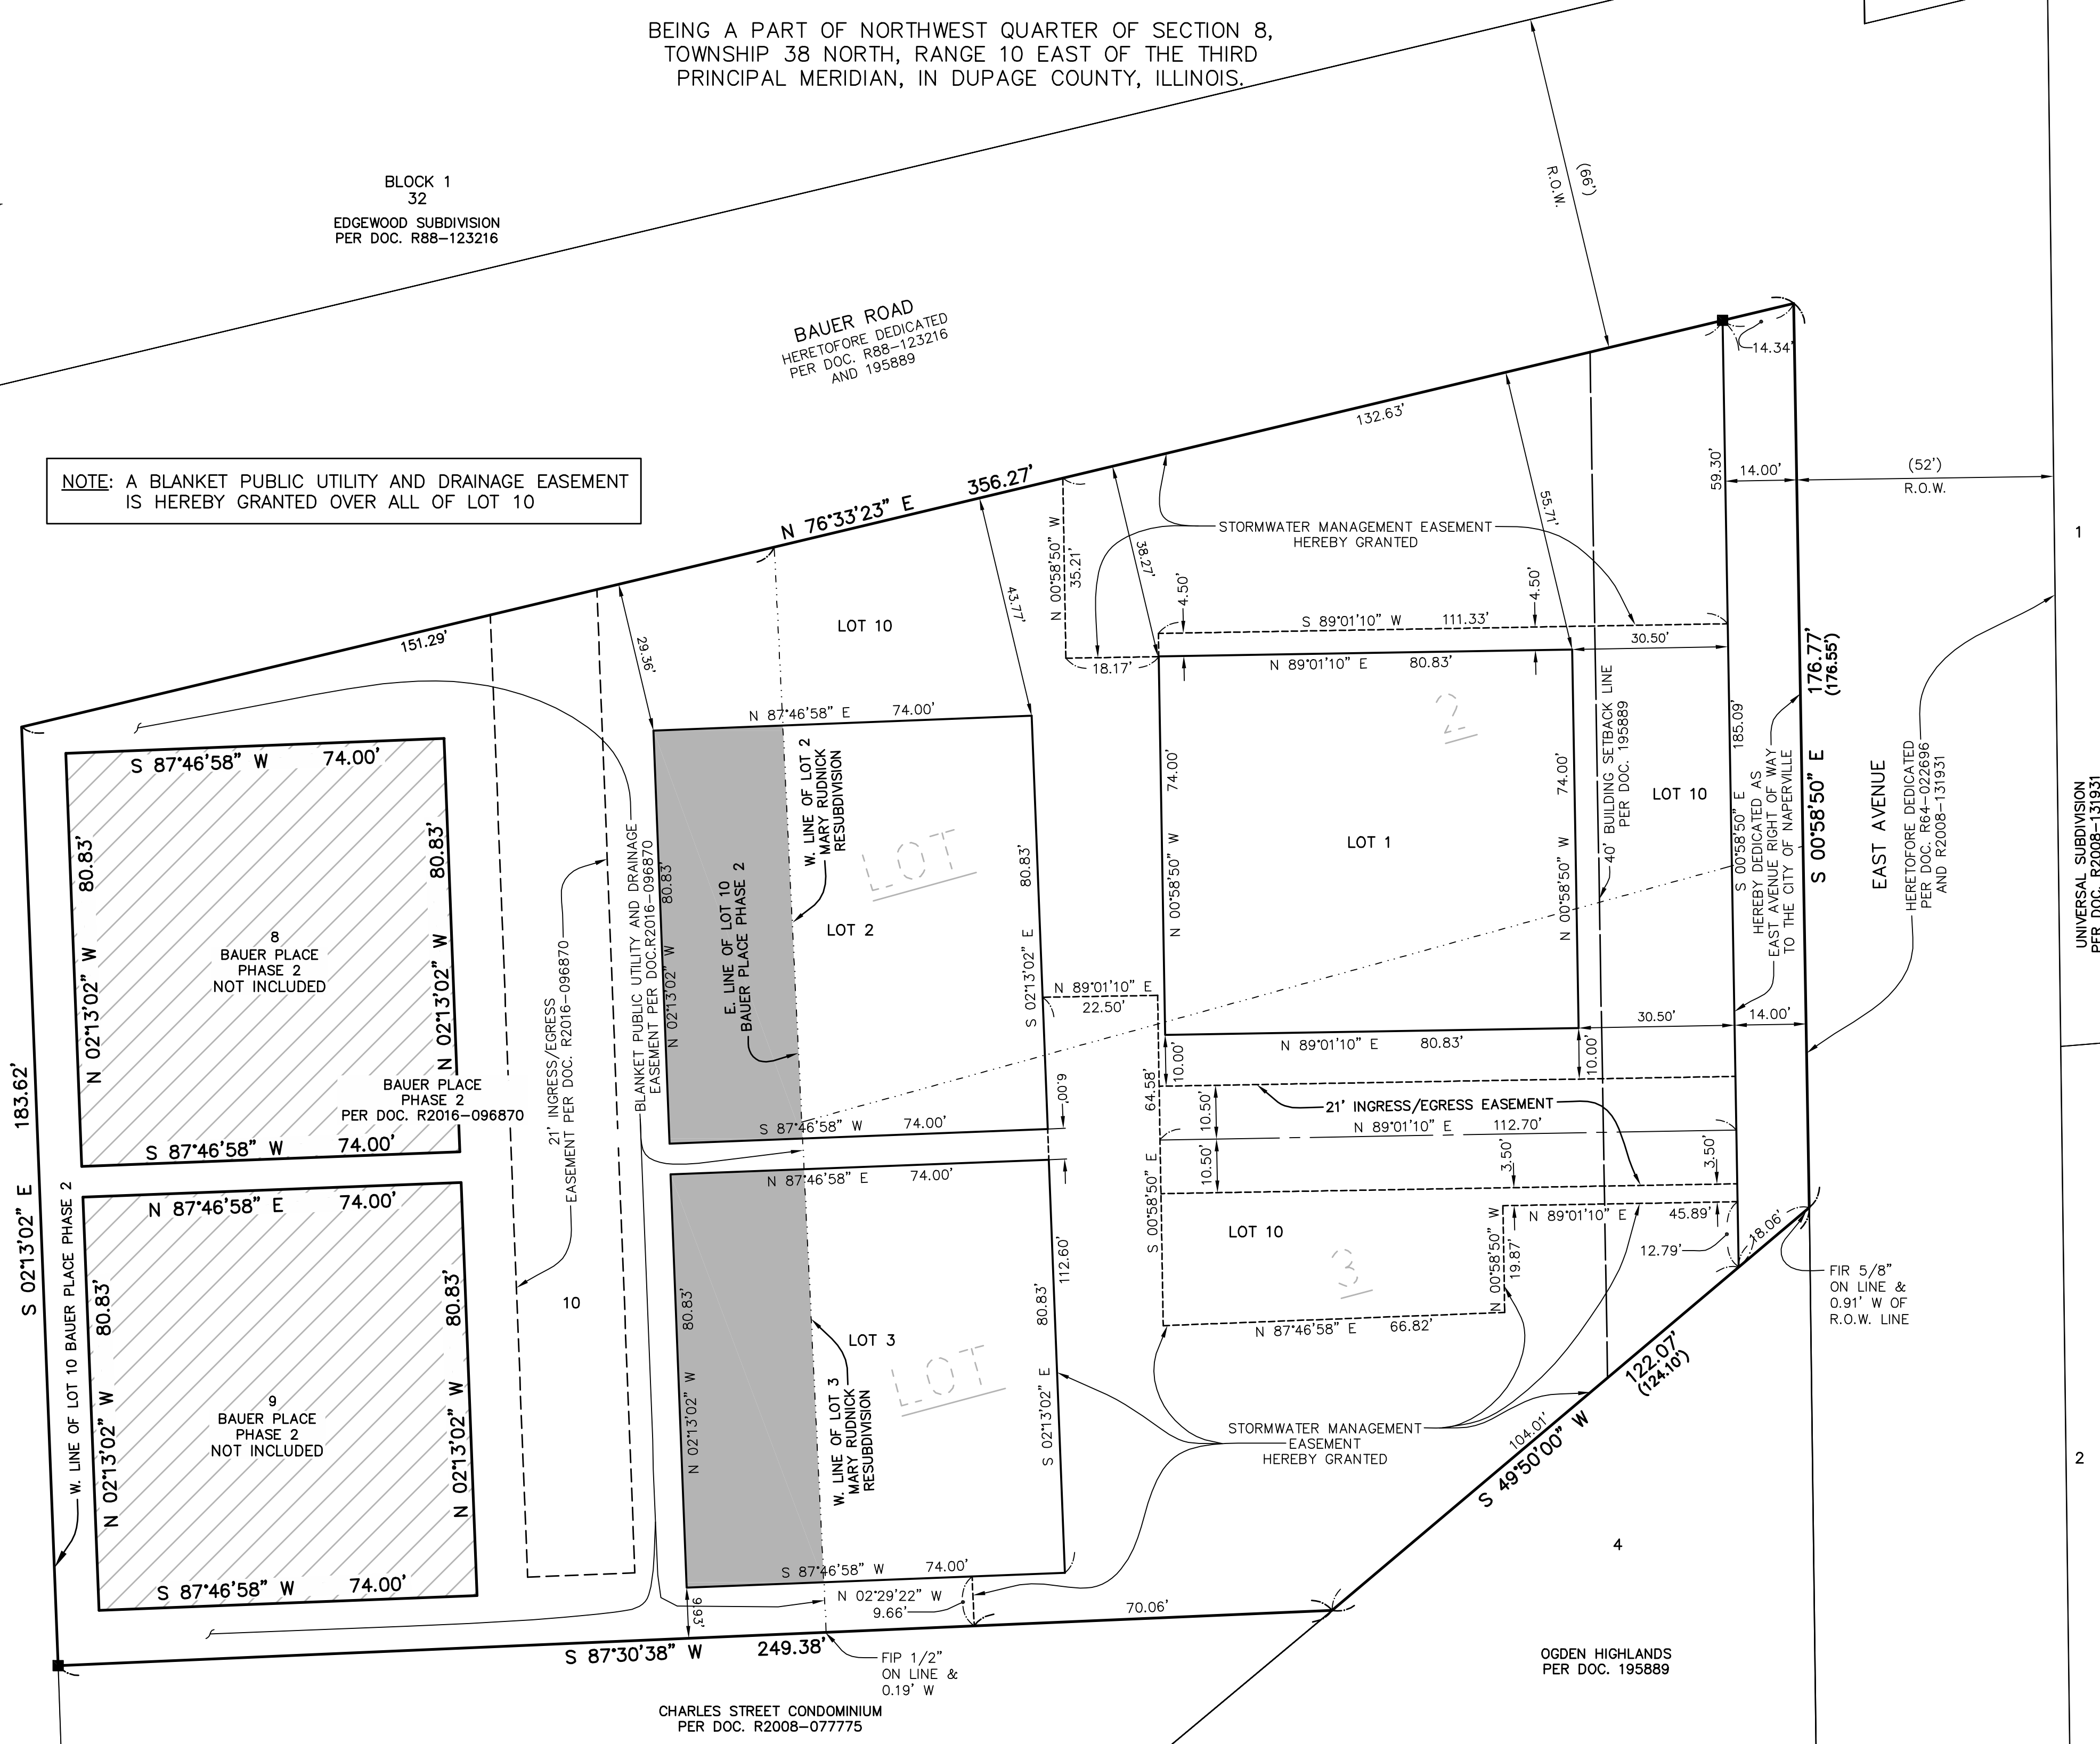 BEING A PART OF NORTHWEST QUARTER OF SECTION 8,
TOWNSHIP 38 NORTH, RANGE 10 EAST OF THE THIRD
PRINCIPAL MERIDIAN, IN DUPAGE COUNTY, ILLINOIS.
BLOCK 1
32
EDGEWOOD SUBDIVISION
PER DOC. R88–123216
(66')
R.O.W.
BAUER ROAD
HERETOFORE DEDICATED
PER DOC. R88–123216
AND 195889
NOTE: A BLANKET PUBLIC UTILITY AND DRAINAGE EASEMENT
IS HEREBY GRANTED OVER ALL OF LOT 10
N 76°33'23" E 356.27'
132.63'
151.29'
14.34'
59.30'
14.00'
(52')
R.O.W.
1
N 00°58'50" W
35.21'
38.27'
43.77'
29.36'
55.71'
STORMWATER MANAGEMENT EASEMENT
HEREBY GRANTED
4.50'
4.50'
S 89°01'10" W 111.33'
30.50'
18.17'
N 89°01'10" E 80.83'
LOT 10
N 87°46'58" E 74.00'
S 87°46'58" W 74.00'
80.83'
N 02°13'02" W
80.83'
N 02°13'02" W
8
BAUER PLACE
PHASE 2
NOT INCLUDED
S 87°46'58" W 74.00'
BAUER PLACE
PHASE 2
PER DOC. R2016–096870
21' INGRESS/EGRESS
EASEMENT PER DOC. R2016–096870
BLANKET PUBLIC UTILITY AND DRAINAGE
EASEMENT PER DOC.R2016–096870
80.83'
N 02°13'02" W
E. LINE OF LOT 10
BAUER PLACE PHASE 2
W. LINE OF LOT 2
MARY RUDNICK
RESUBDIVISION
LOT
LOT 2
80.83'
S 02°13'02" E
S 87°46'58" W 74.00'
6.00'
N 89°01'10" E
22.50'
2
74.00'
N 00°58'50" W
LOT 1
74.00'
N 00°58'50" W
40' BUILDING SETBACK LINE
PER DOC. 195889
LOT 10
185.09'
S 00°58'50" E
HEREBY DEDICATED AS
EAST AVENUE RIGHT OF WAY
TO THE CITY OF NAPERVILLE
176.77'
(176.55')
S 00°58'50" E
EAST AVENUE
HERETOFORE DEDICATED
PER DOC. R64–022696
AND R2008–131931
UNIVERSAL SUBDIVISION
PER DOC. R2008–131931
30.50'
14.00'
N 89°01'10" E 80.83'
10.00'
10.00'
64.58'
S 00°58'50" E
21' INGRESS/EGRESS EASEMENT
10.50'
N 89°01'10" E 112.70'
10.50'
3.50'
3.50'
LOT 10
N 89°01'10" E 45.89'
12.79'
18.06'
N 00°58'50" W
19.87'
3
N 87°46'58" E 66.82'
FIR 5/8"
ON LINE &
0.91' W OF
R.O.W. LINE
122.07'
(124.10')
104.01'
S 49°50'00" W
STORMWATER MANAGEMENT
EASEMENT
HEREBY GRANTED
183.62'
S 02°13'02" E
W. LINE OF LOT 10 BAUER PLACE PHASE 2
N 87°46'58" E 74.00'
80.83'
N 02°13'02" W
80.83'
N 02°13'02" W
9
BAUER PLACE
PHASE 2
NOT INCLUDED
S 87°46'58" W 74.00'
10
N 87°46'58" E 74.00'
80.83'
N 02°13'02" W
LOT 3
LOT
W. LINE OF LOT 3
MARY RUDNICK
RESUBDIVISION
112.60'
80.83'
S 02°13'02" E
S 87°46'58" W 74.00'
N 02°29'22" W
9.66'
9.93'
70.06'
S 87°30'38" W 249.38'
FIP 1/2"
ON LINE &
0.19' W
CHARLES STREET CONDOMINIUM
PER DOC. R2008–077775
4
2
OGDEN HIGHLANDS
PER DOC. 195889